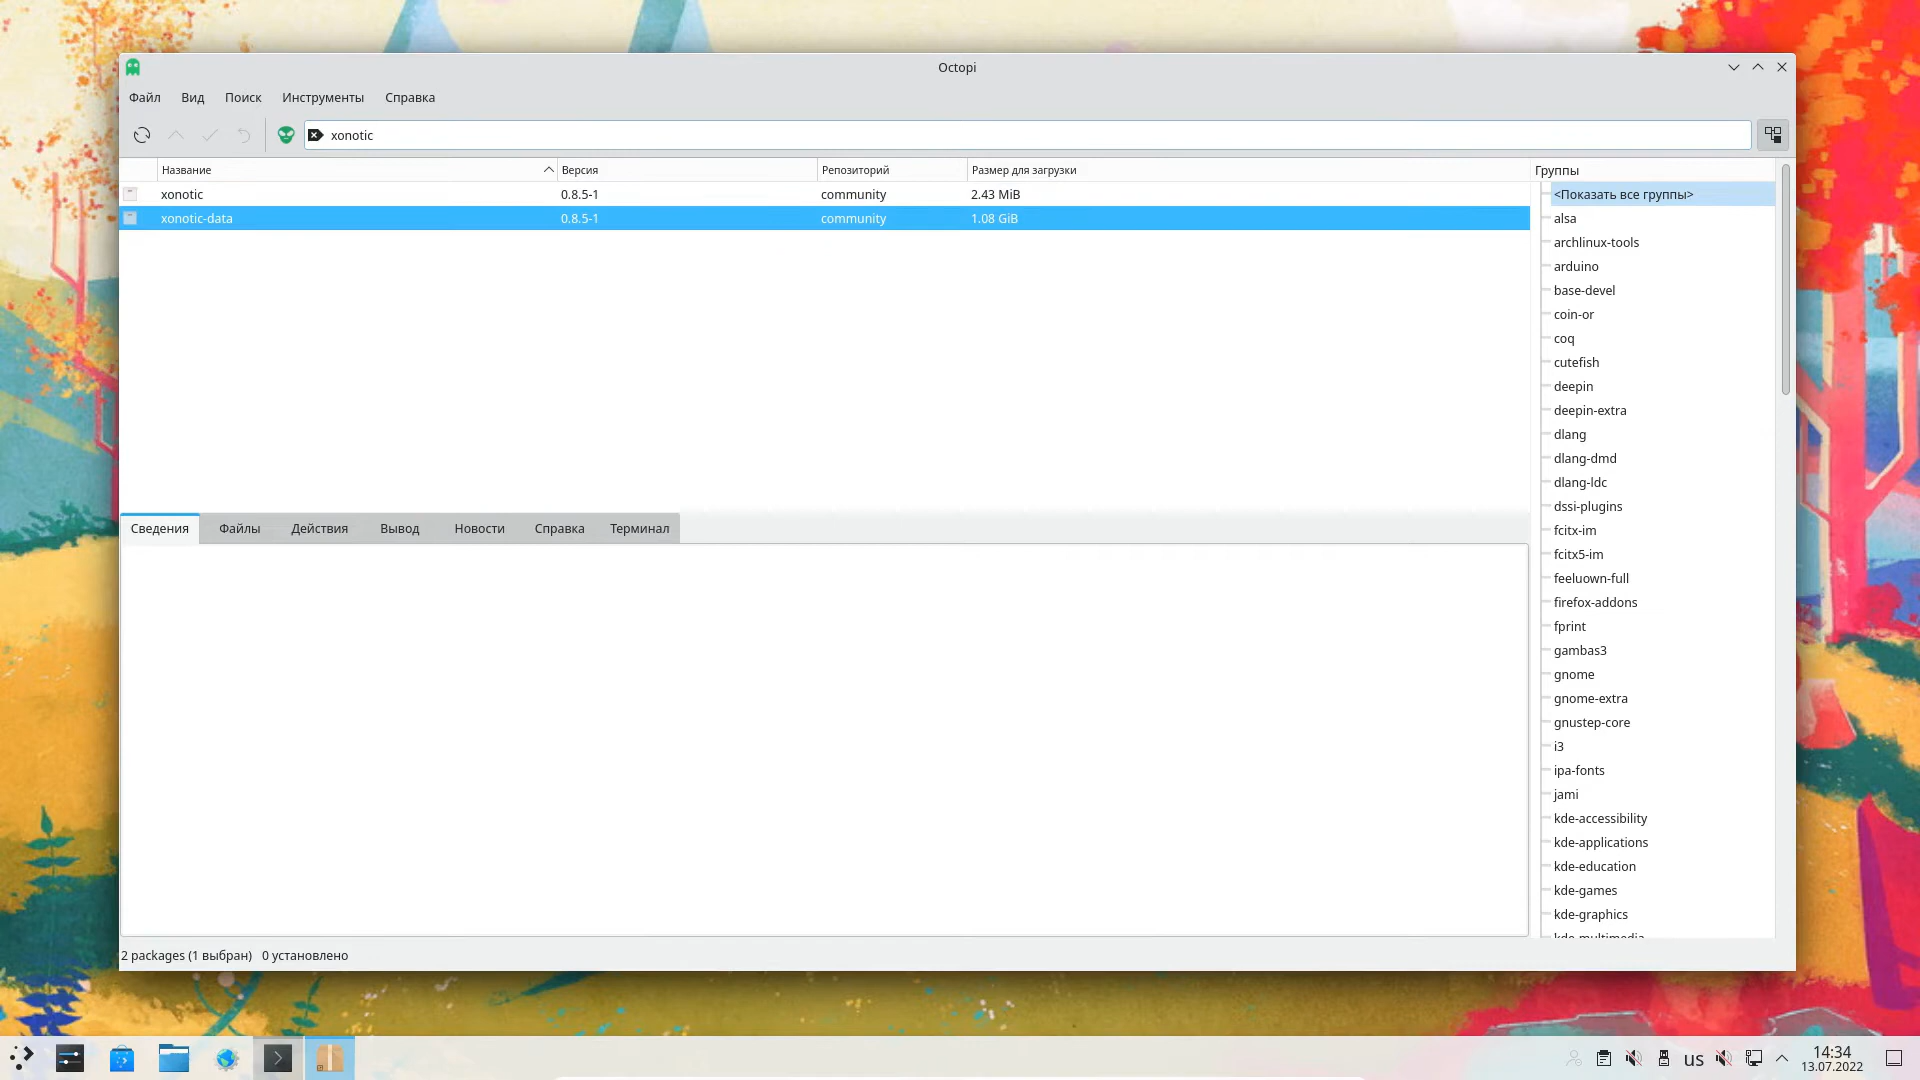 Octopi
Файл Вид Поиск Инструменты Справка
xonotic
Название Версия Репозиторий Размер для загрузки
xonotic 0.8.5-1 community 2.43 MiB
xonotic-data 0.8.5-1 community 1.08 GiB
Группы
<Показать все группы>
alsa
archlinux-tools
arduino
base-devel
coin-or
coq
cutefish
deepin
deepin-extra
dlang
dlang-dmd
dlang-ldc
dssi-plugins
fcitx-im
fcitx5-im
feeluown-full
firefox-addons
fprint
gambas3
gnome
gnome-extra
gnustep-core
i3
ipa-fonts
jami
kde-accessibility
kde-applications
kde-education
kde-games
kde-graphics
kde-multimedia
Сведения Файлы Действия Вывод Новости Справка Терминал
2 packages (1 выбран) 0 установлено
us
14:34
13.07.2022